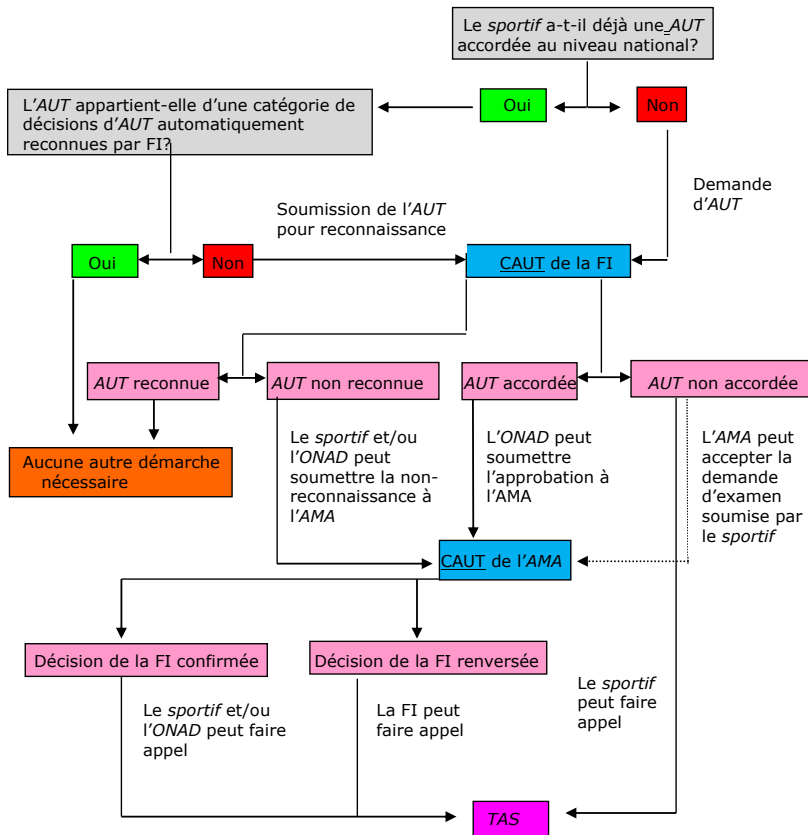 Le sportif a-t-il déjà une AUT
accordée au niveau national?
L'AUT appartient-elle d'une catégorie de
décisions d'AUT automatiquement
reconnues par FI?
Oui
Non
Demande
d'AUT
Soumission de l'AUT
pour reconnaissance
Oui
Non
CAUT de la FI
AUT reconnue
AUT non reconnue
AUT accordée
AUT non accordée
Aucune autre démarche
nécessaire
Le sportif et/ou
l'ONAD peut
soumettre la non-
reconnaissance à
l'AMA
L'ONAD peut
soumettre
l'approbation à
l'AMA
L'AMA peut
accepter la
demande
d'examen
soumise par
le sportif
CAUT de l'AMA
Décision de la FI confirmée
Décision de la FI renversée
Le sportif et/ou
l'ONAD peut faire
appel
La FI peut
faire appel
Le sportif
peut faire
appel
TAS